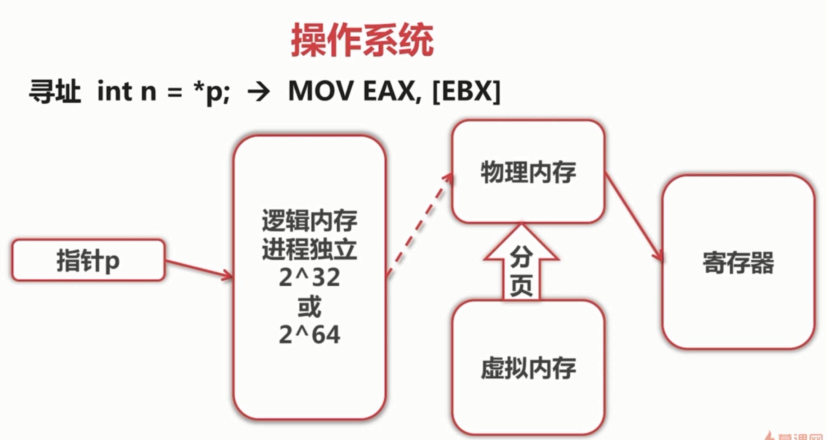 操作系统
寻址 int n = *p; → MOV EAX, [EBX]
指针p
逻辑内存
进程独立
2^32
或
2^64
物理内存
分
页
虚拟内存
寄存器